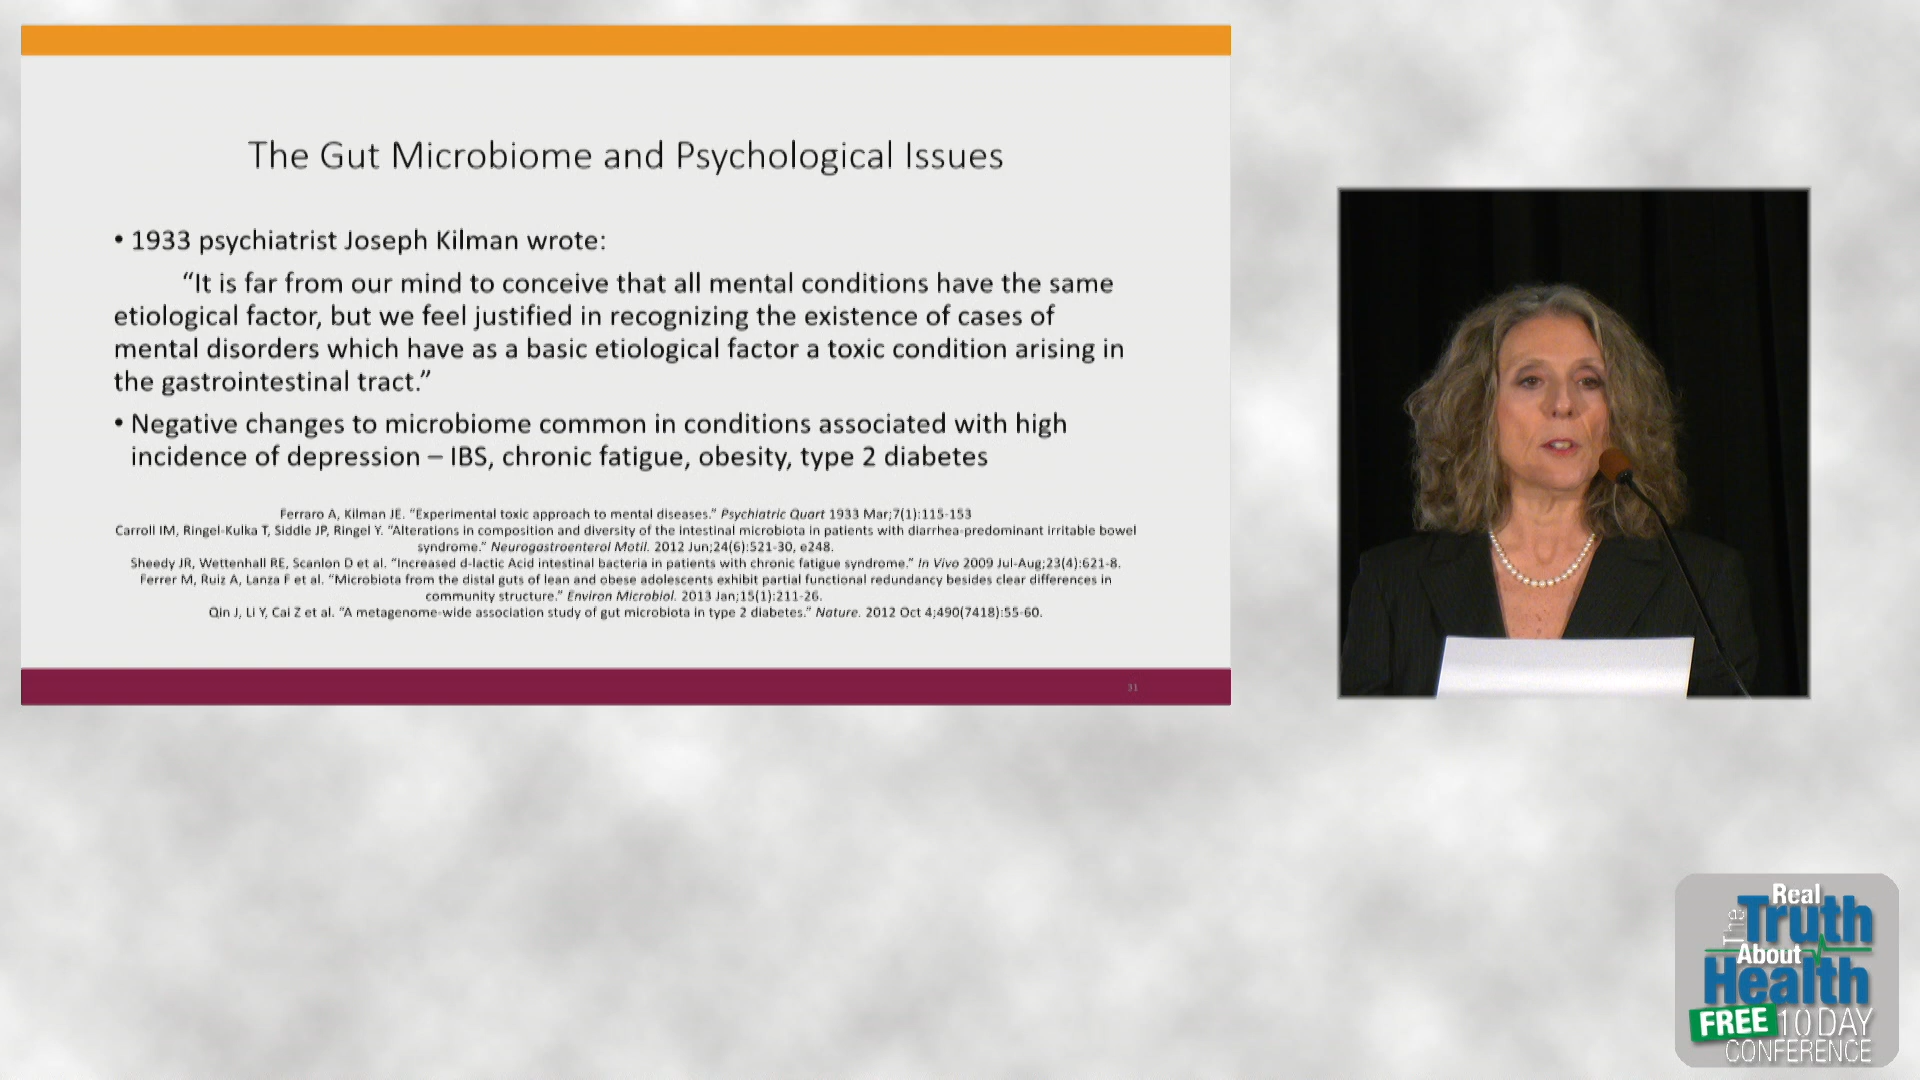 The Gut Microbiome and Psychological Issues
• 1933 psychiatrist Joseph Kilman wrote:
“It is far from our mind to conceive that all mental conditions have the same
etiological factor, but we feel justified in recognizing the existence of cases of
mental disorders which have as a basic etiological factor a toxic condition arising in
the gastrointestinal tract.”
• Negative changes to microbiome common in conditions associated with high
incidence of depression – IBS, chronic fatigue, obesity, type 2 diabetes
Ferraro A, Kilman JE. “Experimental toxic approach to mental diseases.” Psychiatric Quart 1933 Mar;7(1):115-153
Carroll IM, Ringel-Kulka T, Siddle JP, Ringel Y. “Alterations in composition and diversity of the intestinal microbiota in patients with diarrhea-predominant irritable bowel
syndrome.” Neurogastroenterol Motil. 2012 Jun;24(6):521-30, e248.
Sheedy JR, Wettenhall RE, Scanlon D et al. “Increased d-lactic Acid intestinal bacteria in patients with chronic fatigue syndrome.” In Vivo 2009 Jul-Aug;23(4):621-8.
Ferrer M, Ruiz A, Lanza F et al. “Microbiota from the distal guts of lean and obese adolescents exhibit partial functional redundancy besides clear differences in
community structure.” Environ Microbiol. 2013 Jan;15(1):211-26.
Qin J, Li Y, Cai Z et al. “A metagenome-wide association study of gut microbiota in type 2 diabetes.” Nature. 2012 Oct 4;490(7418):55-60.
31
The Real
Truth
About
Health
FREE 10 DAY
CONFERENCE